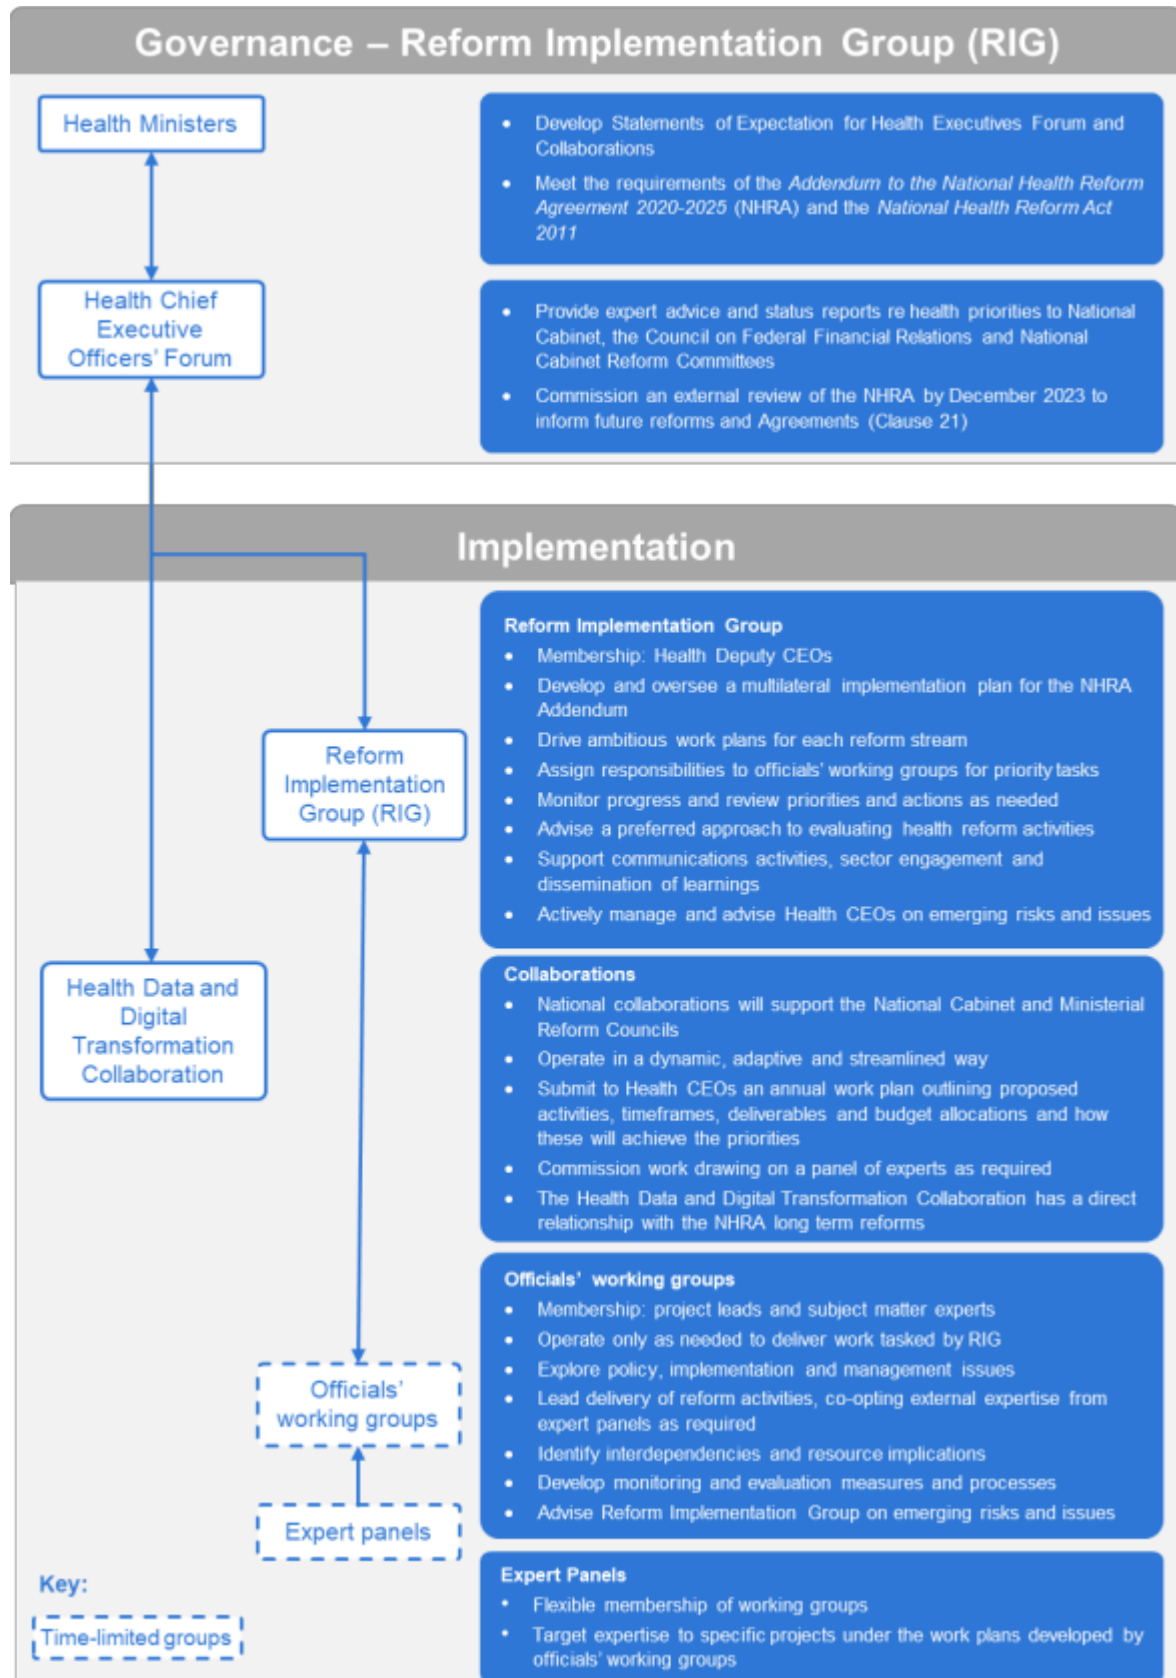 Governance – Reform Implementation Group (RIG)
Health Ministers
• Develop Statements of Expectation for Health Executives Forum and
Collaborations
• Meet the requirements of the Addendum to the National Health Reform
Agreement 2020-2025 (NHRA) and the National Health Reform Act
2011
Health Chief
Executive
Officers' Forum
• Provide expert advice and status reports re health priorities to National
Cabinet, the Council on Federal Financial Relations and National
Cabinet Reform Committees
• Commission an external review of the NHRA by December 2023 to
inform future reforms and Agreements (Clause 21)
Implementation
Reform
Implementation
Group (RIG)
Reform Implementation Group
• Membership: Health Deputy CEOs
• Develop and oversee a multilateral implementation plan for the NHRA
Addendum
• Drive ambitious work plans for each reform stream
• Assign responsibilities to officials' working groups for priority tasks
• Monitor progress and review priorities and actions as needed
• Advise a preferred approach to evaluating health reform activities
• Support communications activities, sector engagement and
dissemination of learnings
• Actively manage and advise Health CEOs on emerging risks and issues
Health Data and
Digital
Transformation
Collaboration
Collaborations
• National collaborations will support the National Cabinet and Ministerial
Reform Councils
• Operate in a dynamic, adaptive and streamlined way
• Submit to Health CEOs an annual work plan outlining proposed
activities, timeframes, deliverables and budget allocations and how
these will achieve the priorities
• Commission work drawing on a panel of experts as required
• The Health Data and Digital Transformation Collaboration has a direct
relationship with the NHRA long term reforms
Officials'
working groups
Officials' working groups
• Membership: project leads and subject matter experts
• Operate only as needed to deliver work tasked by RIG
• Explore policy, implementation and management issues
• Lead delivery of reform activities, co-opting external expertise from
expert panels as required
• Identify interdependencies and resource implications
• Develop monitoring and evaluation measures and processes
• Advise Reform Implementation Group on emerging risks and issues
Expert panels
Expert Panels
• Flexible membership of working groups
• Target expertise to specific projects under the work plans developed by
officials' working groups
Key:
Time-limited groups